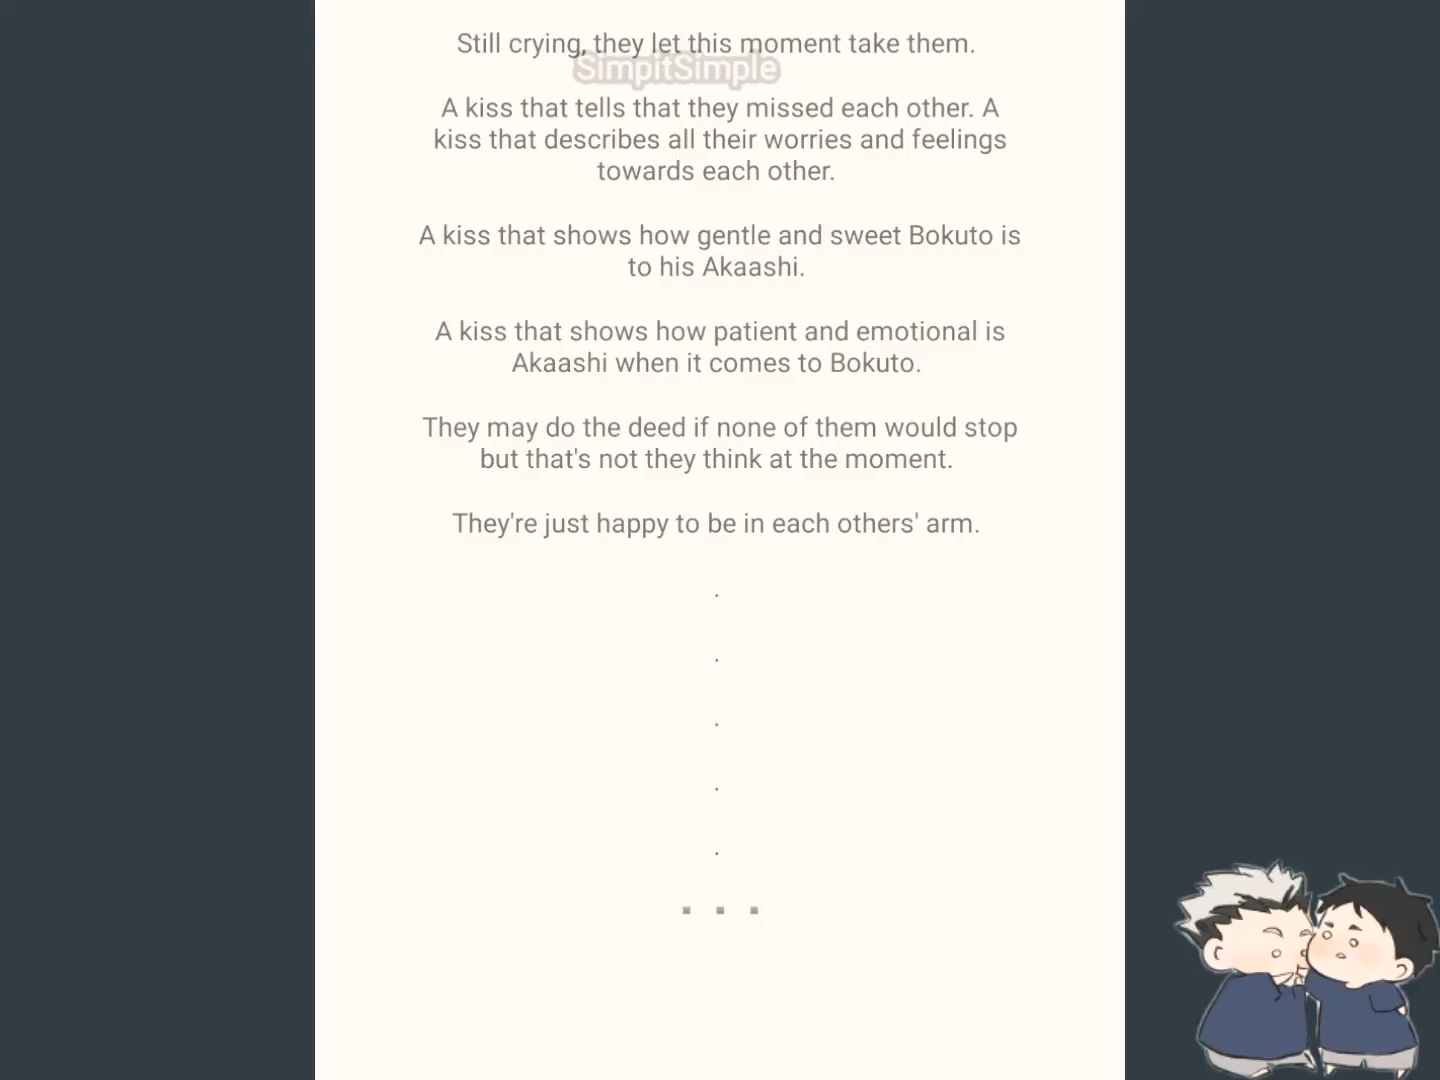 Still crying, they let this moment take them.
SimpitSimple
A kiss that tells that they missed each other. A
kiss that describes all their worries and feelings
towards each other.
A kiss that shows how gentle and sweet Bokuto is
to his Akaashi.
A kiss that shows how patient and emotional is
Akaashi when it comes to Bokuto.
They may do the deed if none of them would stop
but that's not they think at the moment.
They're just happy to be in each others' arm.
.
.
.
.
.
. . .